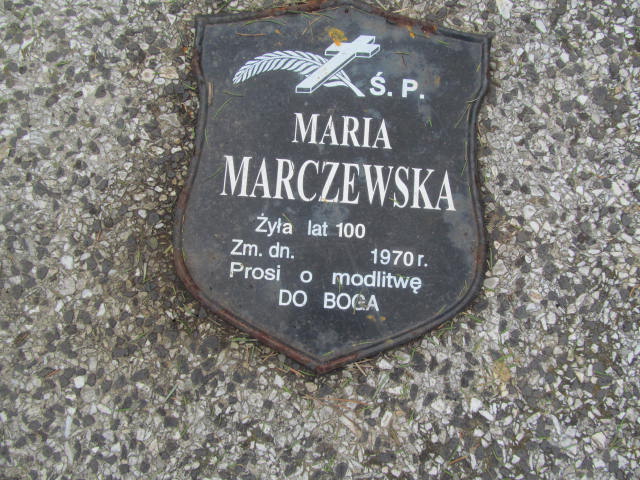 Ś. P.
MARIA
MARCZEWSKA
Żyła lat 100
Zm. dn. 1970 r.
Prosi o modlitwę
DO BOGA